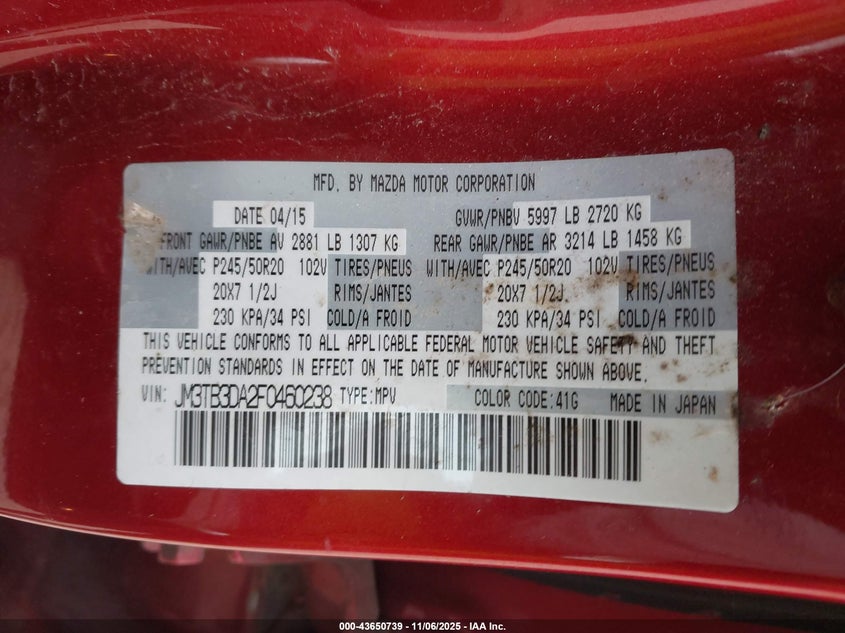 MFD. BY MAZDA MOTOR CORPORATION
DATE 04/15 GVWR/PNBV 5997 LB 2720 KG
FRONT GAWR/PNBE AV 2881 LB 1307 KG REAR GAWR/PNBE AR 3214 LB 1458 KG
WITH/AVEC P245/50R20 102V TIRES/PNEUS WITH/AVEC P245/50R20 102V TIRES/PNEUS
20X7 1/2J RIMS/JANTES 20X7 1/2J RIMS/JANTES
230 KPA/34 PSI COLD/A FROID 230 KPA/34 PSI COLD/A FROID
THIS VEHICLE CONFORMS TO ALL APPLICABLE FEDERAL MOTOR VEHICLE SAFETY AND THEFT
PREVENTION STANDARDS IN EFFECT ON THE DATE OF MANUFACTURE SHOWN ABOVE.
VIN: JM3TB3DA2F0460238 TYPE:MPV COLOR CODE:41G MADE IN JAPAN
000-43650739 - 11/06/2025 - IAA Inc.